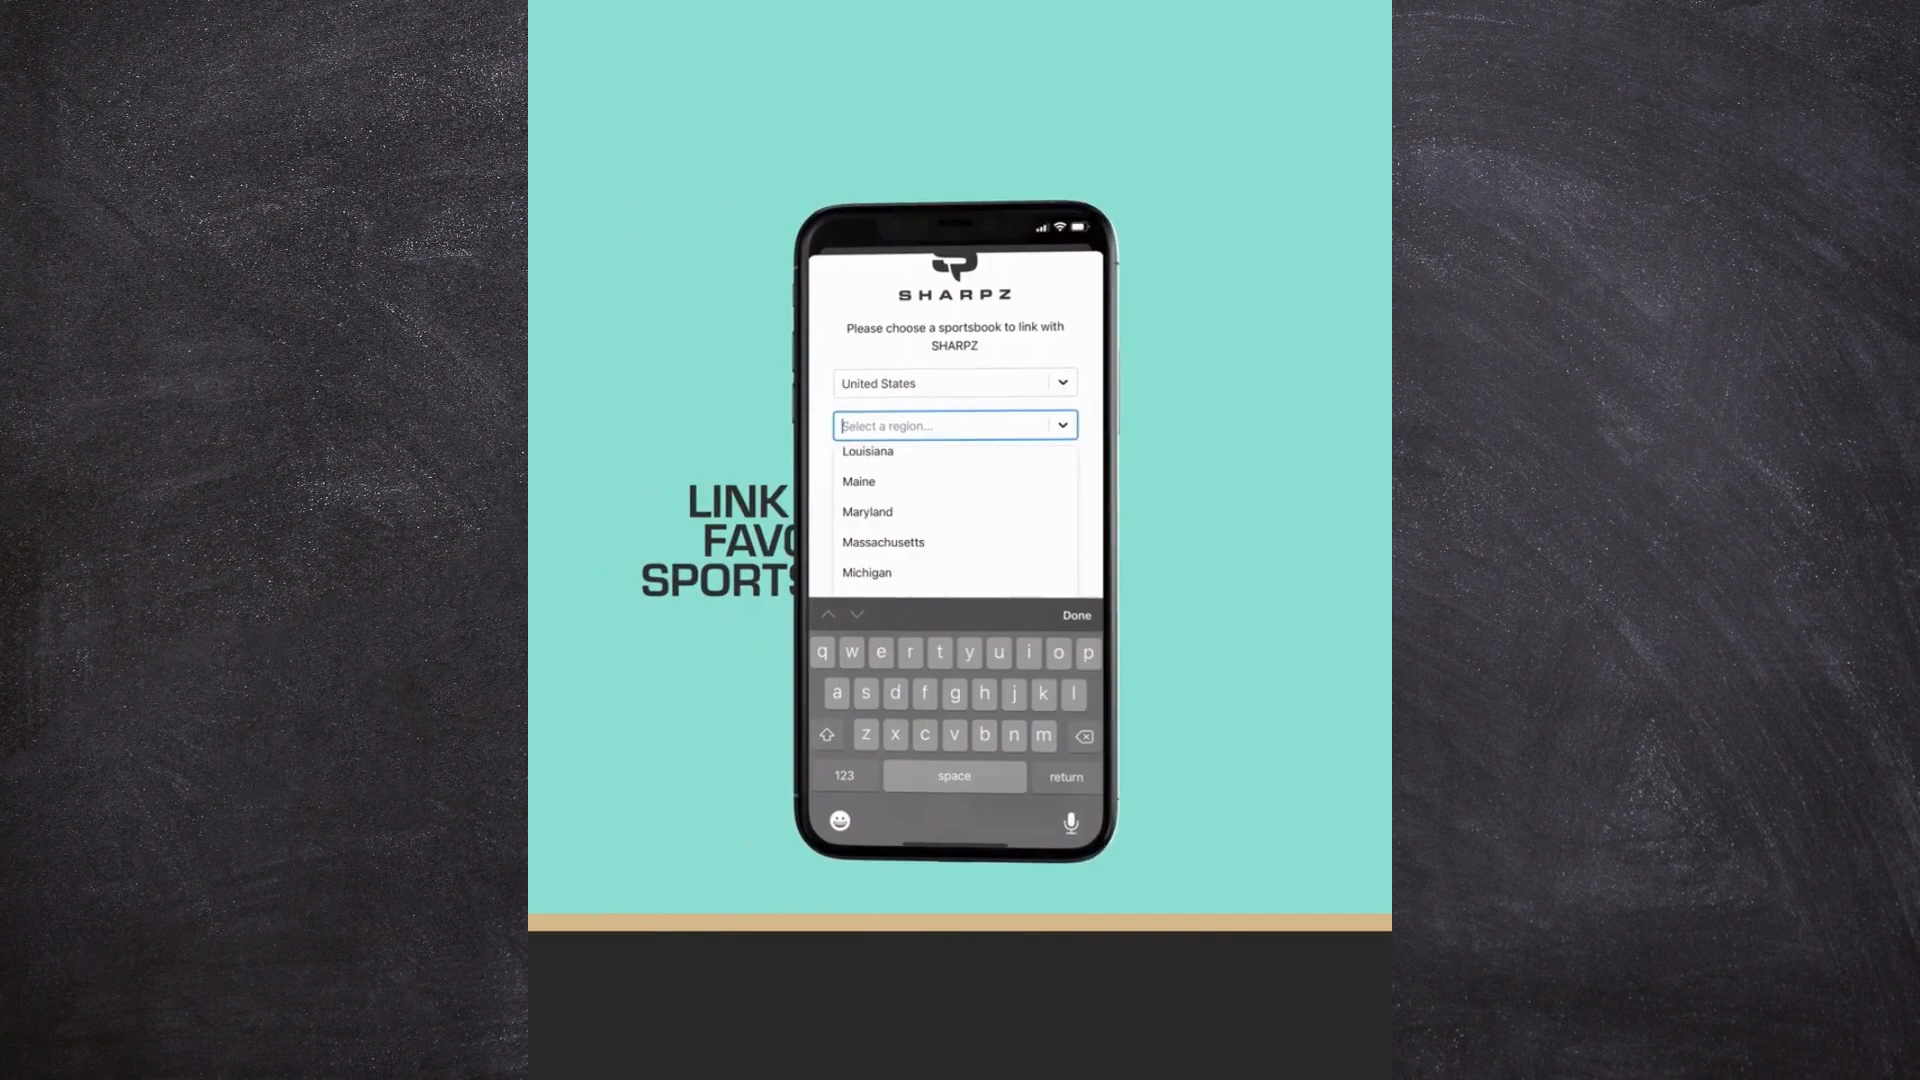 SHARPZ
Please choose a sportsbook to link with
SHARPZ
United States
Select a region...
Louisiana
Maine
Maryland
Massachusetts
Michigan
LINK
FAVO
SPORTS
Done
q w e r t y u i o p
a s d f g h j k l
z x c v b n m
123 space return